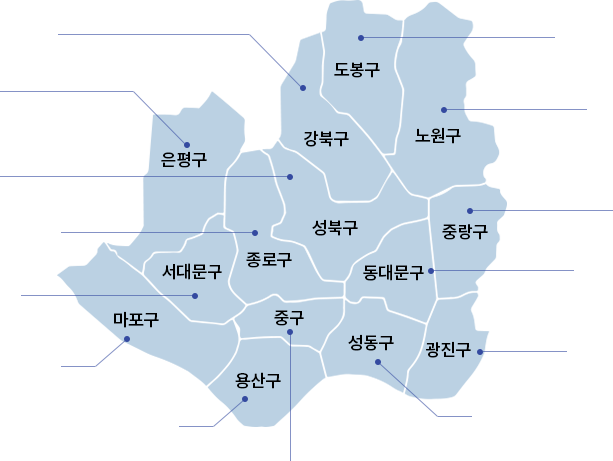 도봉구
강북구
노원구
은평구
성북구
중랑구
종로구
서대문구
동대문구
마포구
중구
성동구
광진구
용산구